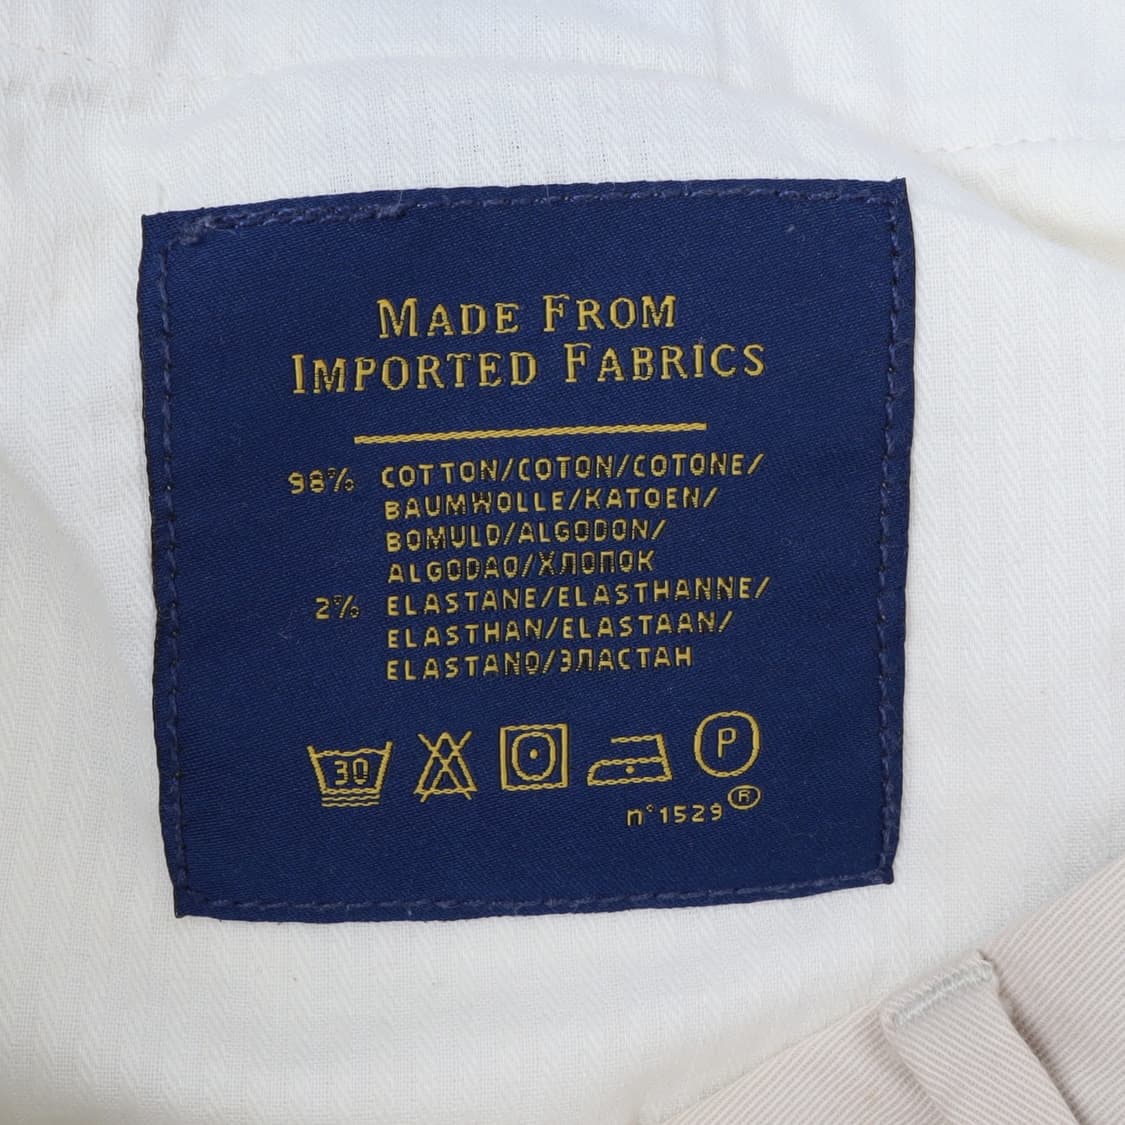 MADE FROM
IMPORTED FABRICS
98% COTTON/COTON/COTONE/
BAUMWOLLE/KATOEN/
BOMULD/ALGODON/
ALGODAO/ХЛОПОК
2% ELASTANE/ELASTHANNE/
ELASTHAN/ELASTAAN/
ELASTANO/ЭЛАСТАН
30 P
n°1529 ®